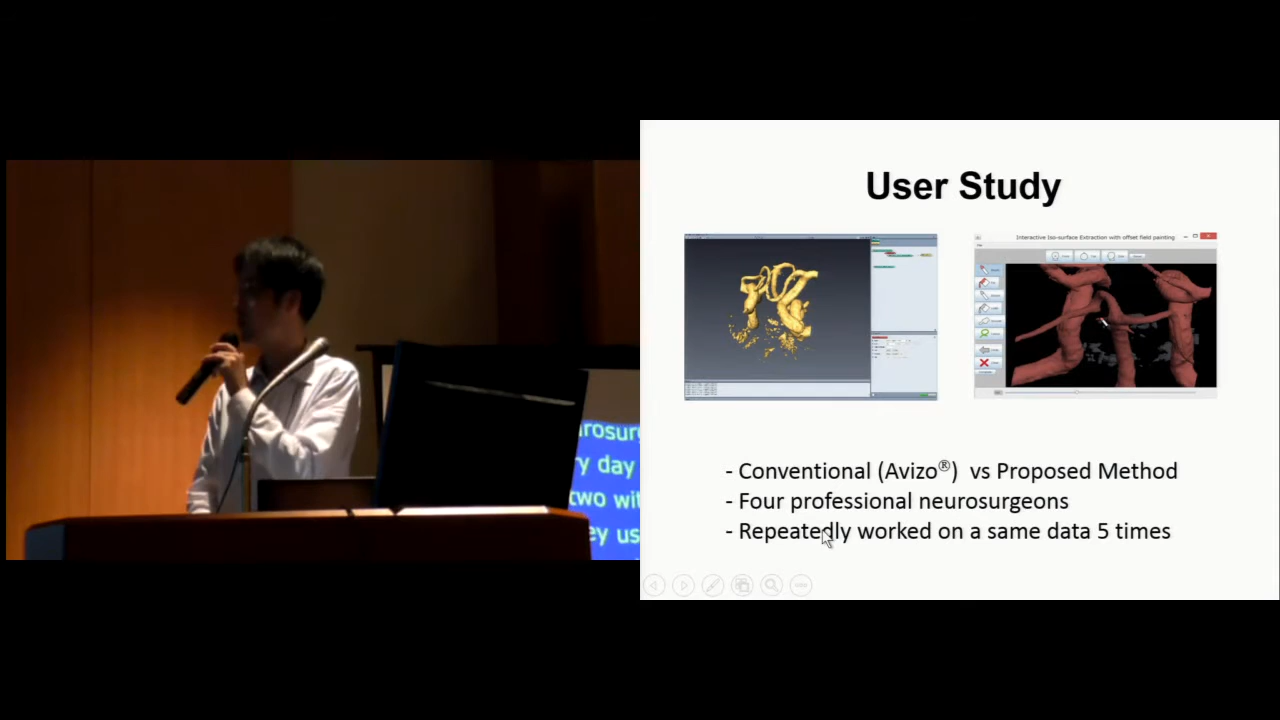 User Study
Interactive Iso-surface Extraction with offset field painting
- Conventional (Avizo®) vs Proposed Method
- Four professional neurosurgeons
- Repeatedly worked on a same data 5 times
rosur
y day
two wit
ey us